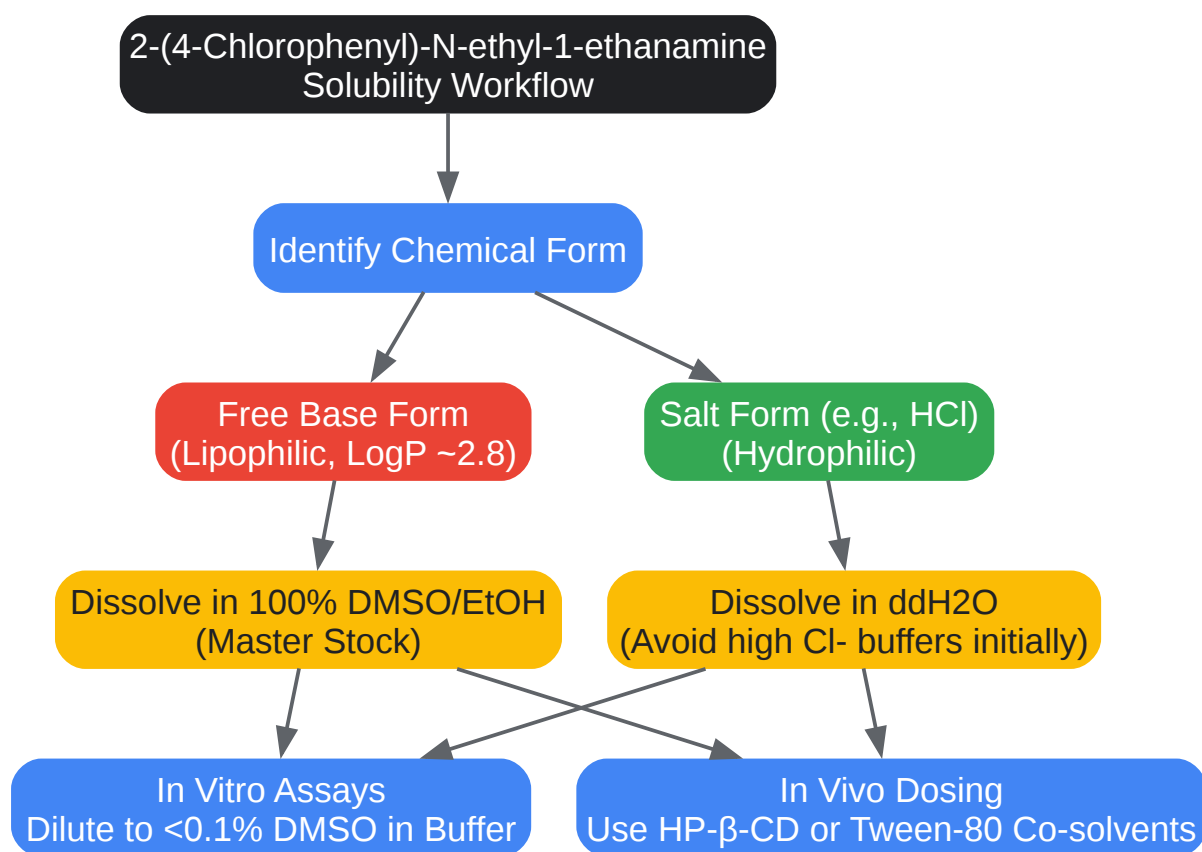 2-(4-Chlorophenyl)-N-ethyl-1-ethanamine
Solubility Workflow
Identify Chemical Form
Free Base Form
(Lipophilic, LogP ~2.8)
Salt Form (e.g., HCl)
(Hydrophilic)
Dissolve in 100% DMSO/EtOH
(Master Stock)
Dissolve in ddH2O
(Avoid high Cl- buffers initially)
In Vitro Assays
Dilute to <0.1% DMSO in Buffer
In Vivo Dosing
Use HP-β-CD or Tween-80 Co-solvents